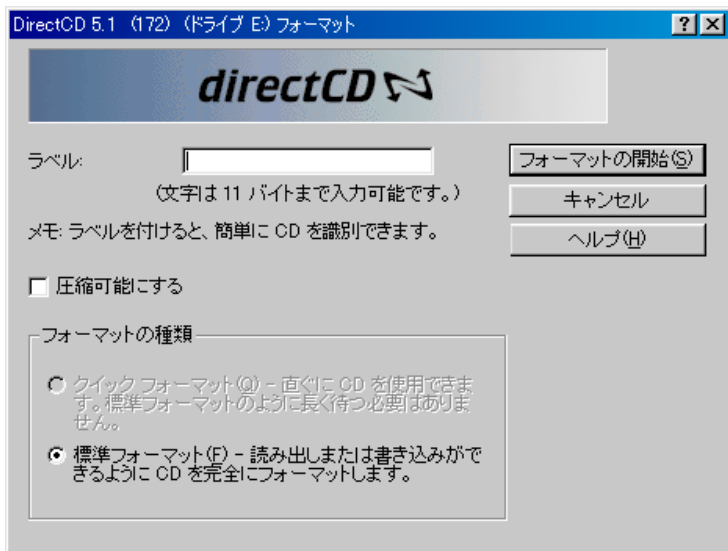 DirectCD 5.1 (172) (ドライブ E:) フォーマット
directCD
ラベル:
フォーマットの開始(S)
(文字は 11 バイトまで入力可能です。)
キャンセル
メモ: ラベルを付けると、簡単に CD を識別できます。
ヘルプ(H)
圧縮可能にする
フォーマットの種類
クイック フォーマット(Q) - 直ぐに CD を使用できま
す。標準フォーマットのように長く待つ必要はありま
せん。
標準フォーマット(F) - 読み出しまたは書き込みがで
きるように CD を完全にフォーマットします。